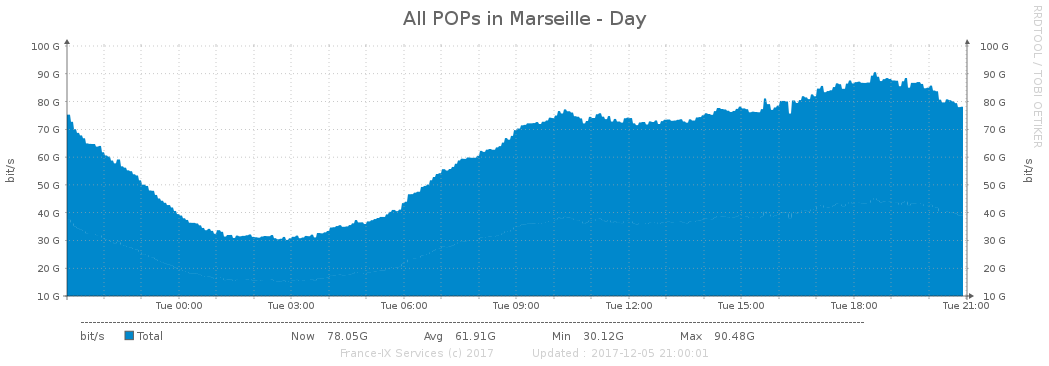 All POPs in Marseille - Day
RRDTOOL / TOBI OETIKER
100 G 100 G
90 G 90 G
80 G 80 G
70 G 70 G
60 G 60 G
50 G 50 G
40 G 40 G
30 G 30 G
20 G 20 G
10 G 10 G
bit/s bit/s
Tue 00:00 Tue 03:00 Tue 06:00 Tue 09:00 Tue 12:00 Tue 15:00 Tue 18:00 Tue 21:00
bit/s Total Now 78.05G Avg 61.91G Min 30.12G Max 90.48G
France-IX Services (c) 2017 Updated : 2017-12-05 21:00:01